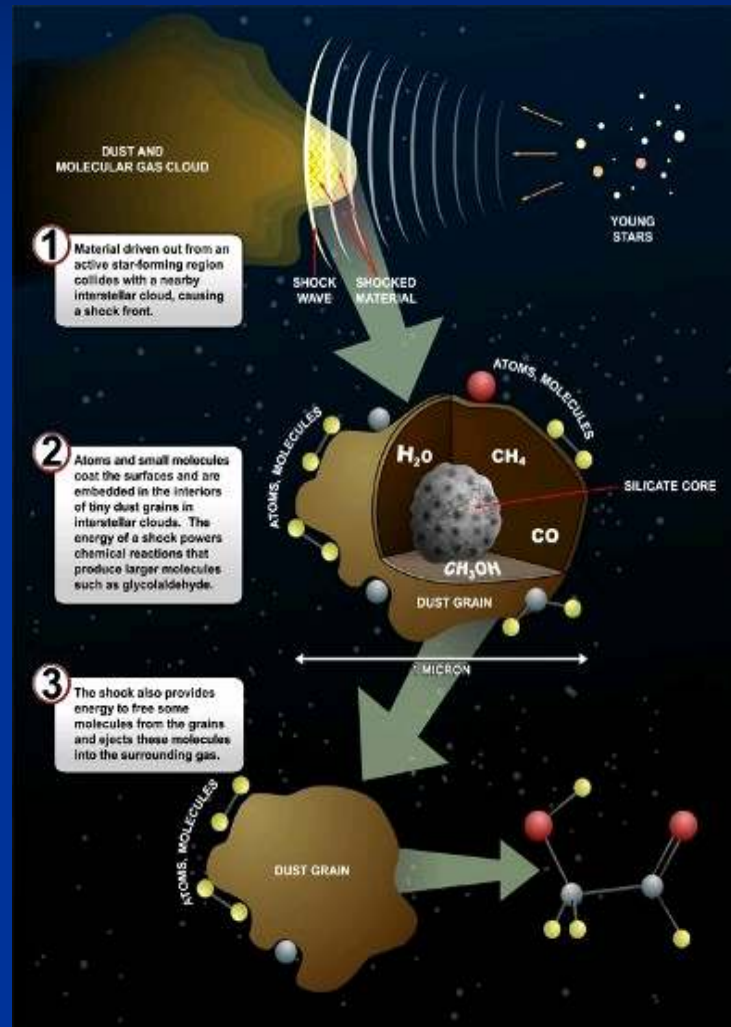 DUST AND
MOLECULAR GAS CLOUD
YOUNG
STARS
1
Material driven out from an
active star-forming region
collides with a nearby
interstellar cloud, causing
a shock front.
SHOCK
WAVE
SHOCKED
MATERIAL
ATOMS, MOLECULES
ATOMS, MOLECULES
2
Atoms and small molecules
coat the surfaces and are
embedded in the interiors
of tiny dust grains in
interstellar clouds. The
energy of a shock powers
chemical reactions that
produce larger molecules
such as glycolaldehyde.
H₂0
CH₄
SILICATE CORE
CO
CH₃OH
DUST GRAIN
1 MICRON
3
The shock also provides
energy to free some
molecules from the grains
and ejects these molecules
into the surrounding gas.
ATOMS, MOLECULES
DUST GRAIN